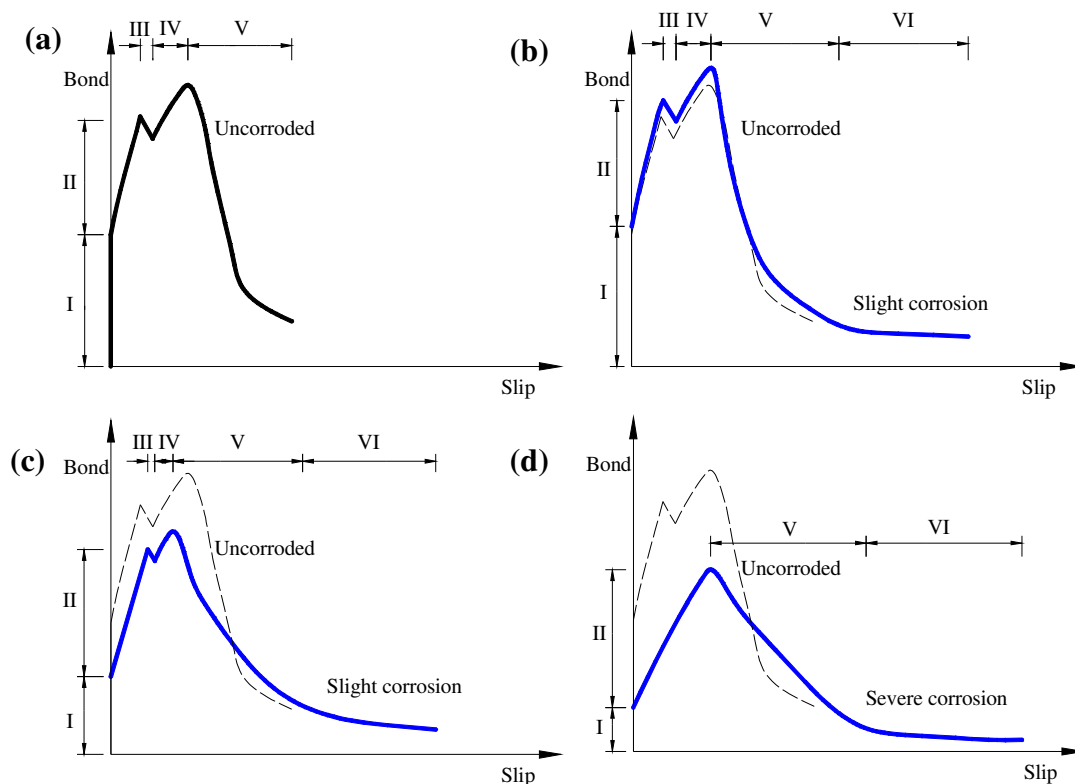 (a)
III IV V
Bond
Uncorroded
II
I
Slip
(b)
III IV V VI
Bond
Uncorroded
II
I
Slight corrosion
Slip
(c)
III IV V VI
Bond
Uncorroded
II
Slight corrosion
I
Slip
(d)
Bond
V VI
Uncorroded
II
Severe corrosion
I
Slip